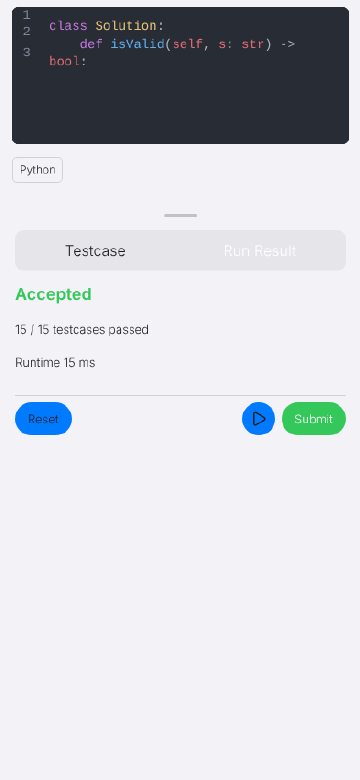 1 class Solution:
2     def isValid(self, s: str) ->
bool:
3
Python
Testcase Run Result
Accepted
15 / 15 testcases passed
Runtime 15 ms
Reset Submit